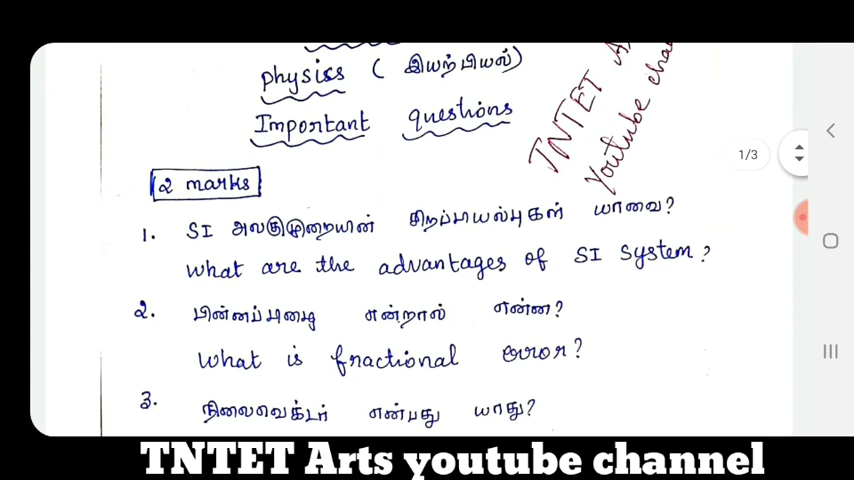 physics ( இயற்பியல்)
Important questions
TNTET
Youtube
1/3
2 marks
1. SI அலகுமுறையின் சிறப்பியல்புகள் யாவை?
What are the advantages of SI system?
2. பின்னப்பிழை என்றால் என்ன?
What is fractional error?
3. நிலைவெக்டர் என்பது யாது?
TNTET Arts youtube channel